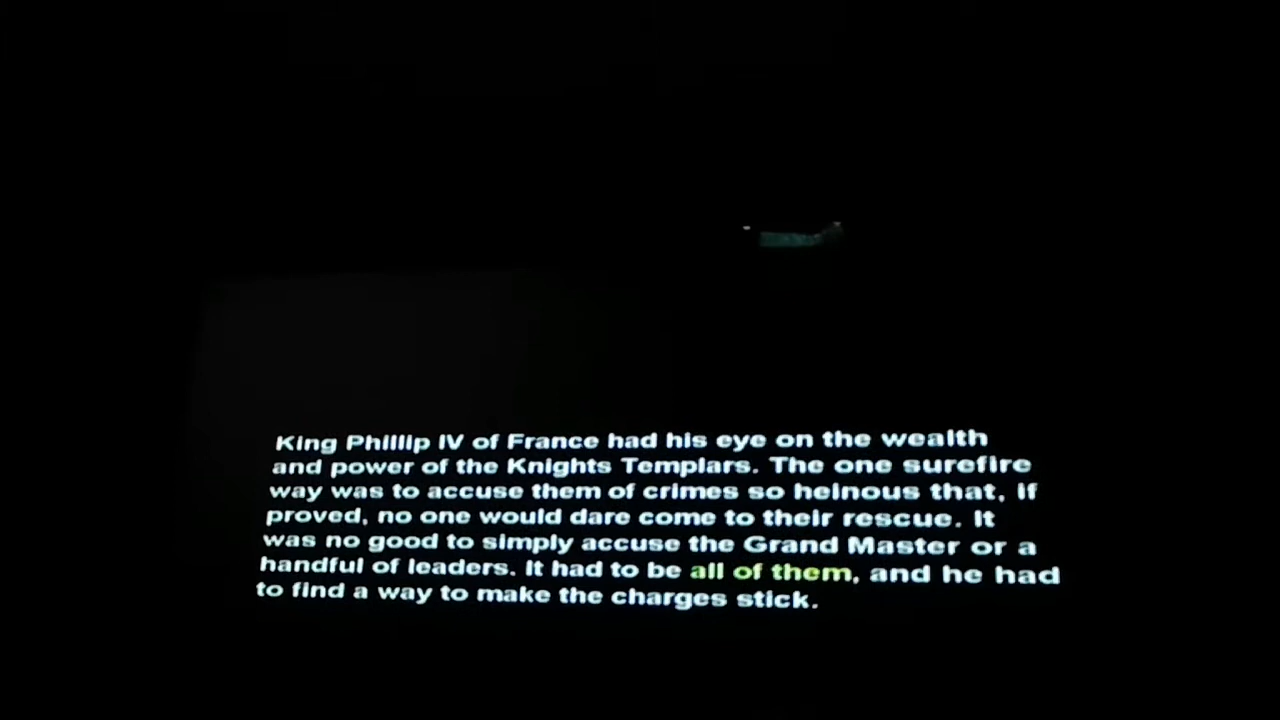 King Phillip IV of France had his eye on the wealth
and power of the Knights Templars. The one surefire
way was to accuse them of crimes so heinous that, if
proved, no one would dare come to their rescue. It
was no good to simply accuse the Grand Master or a
handful of leaders. It had to be all of them, and he had
to find a way to make the charges stick.